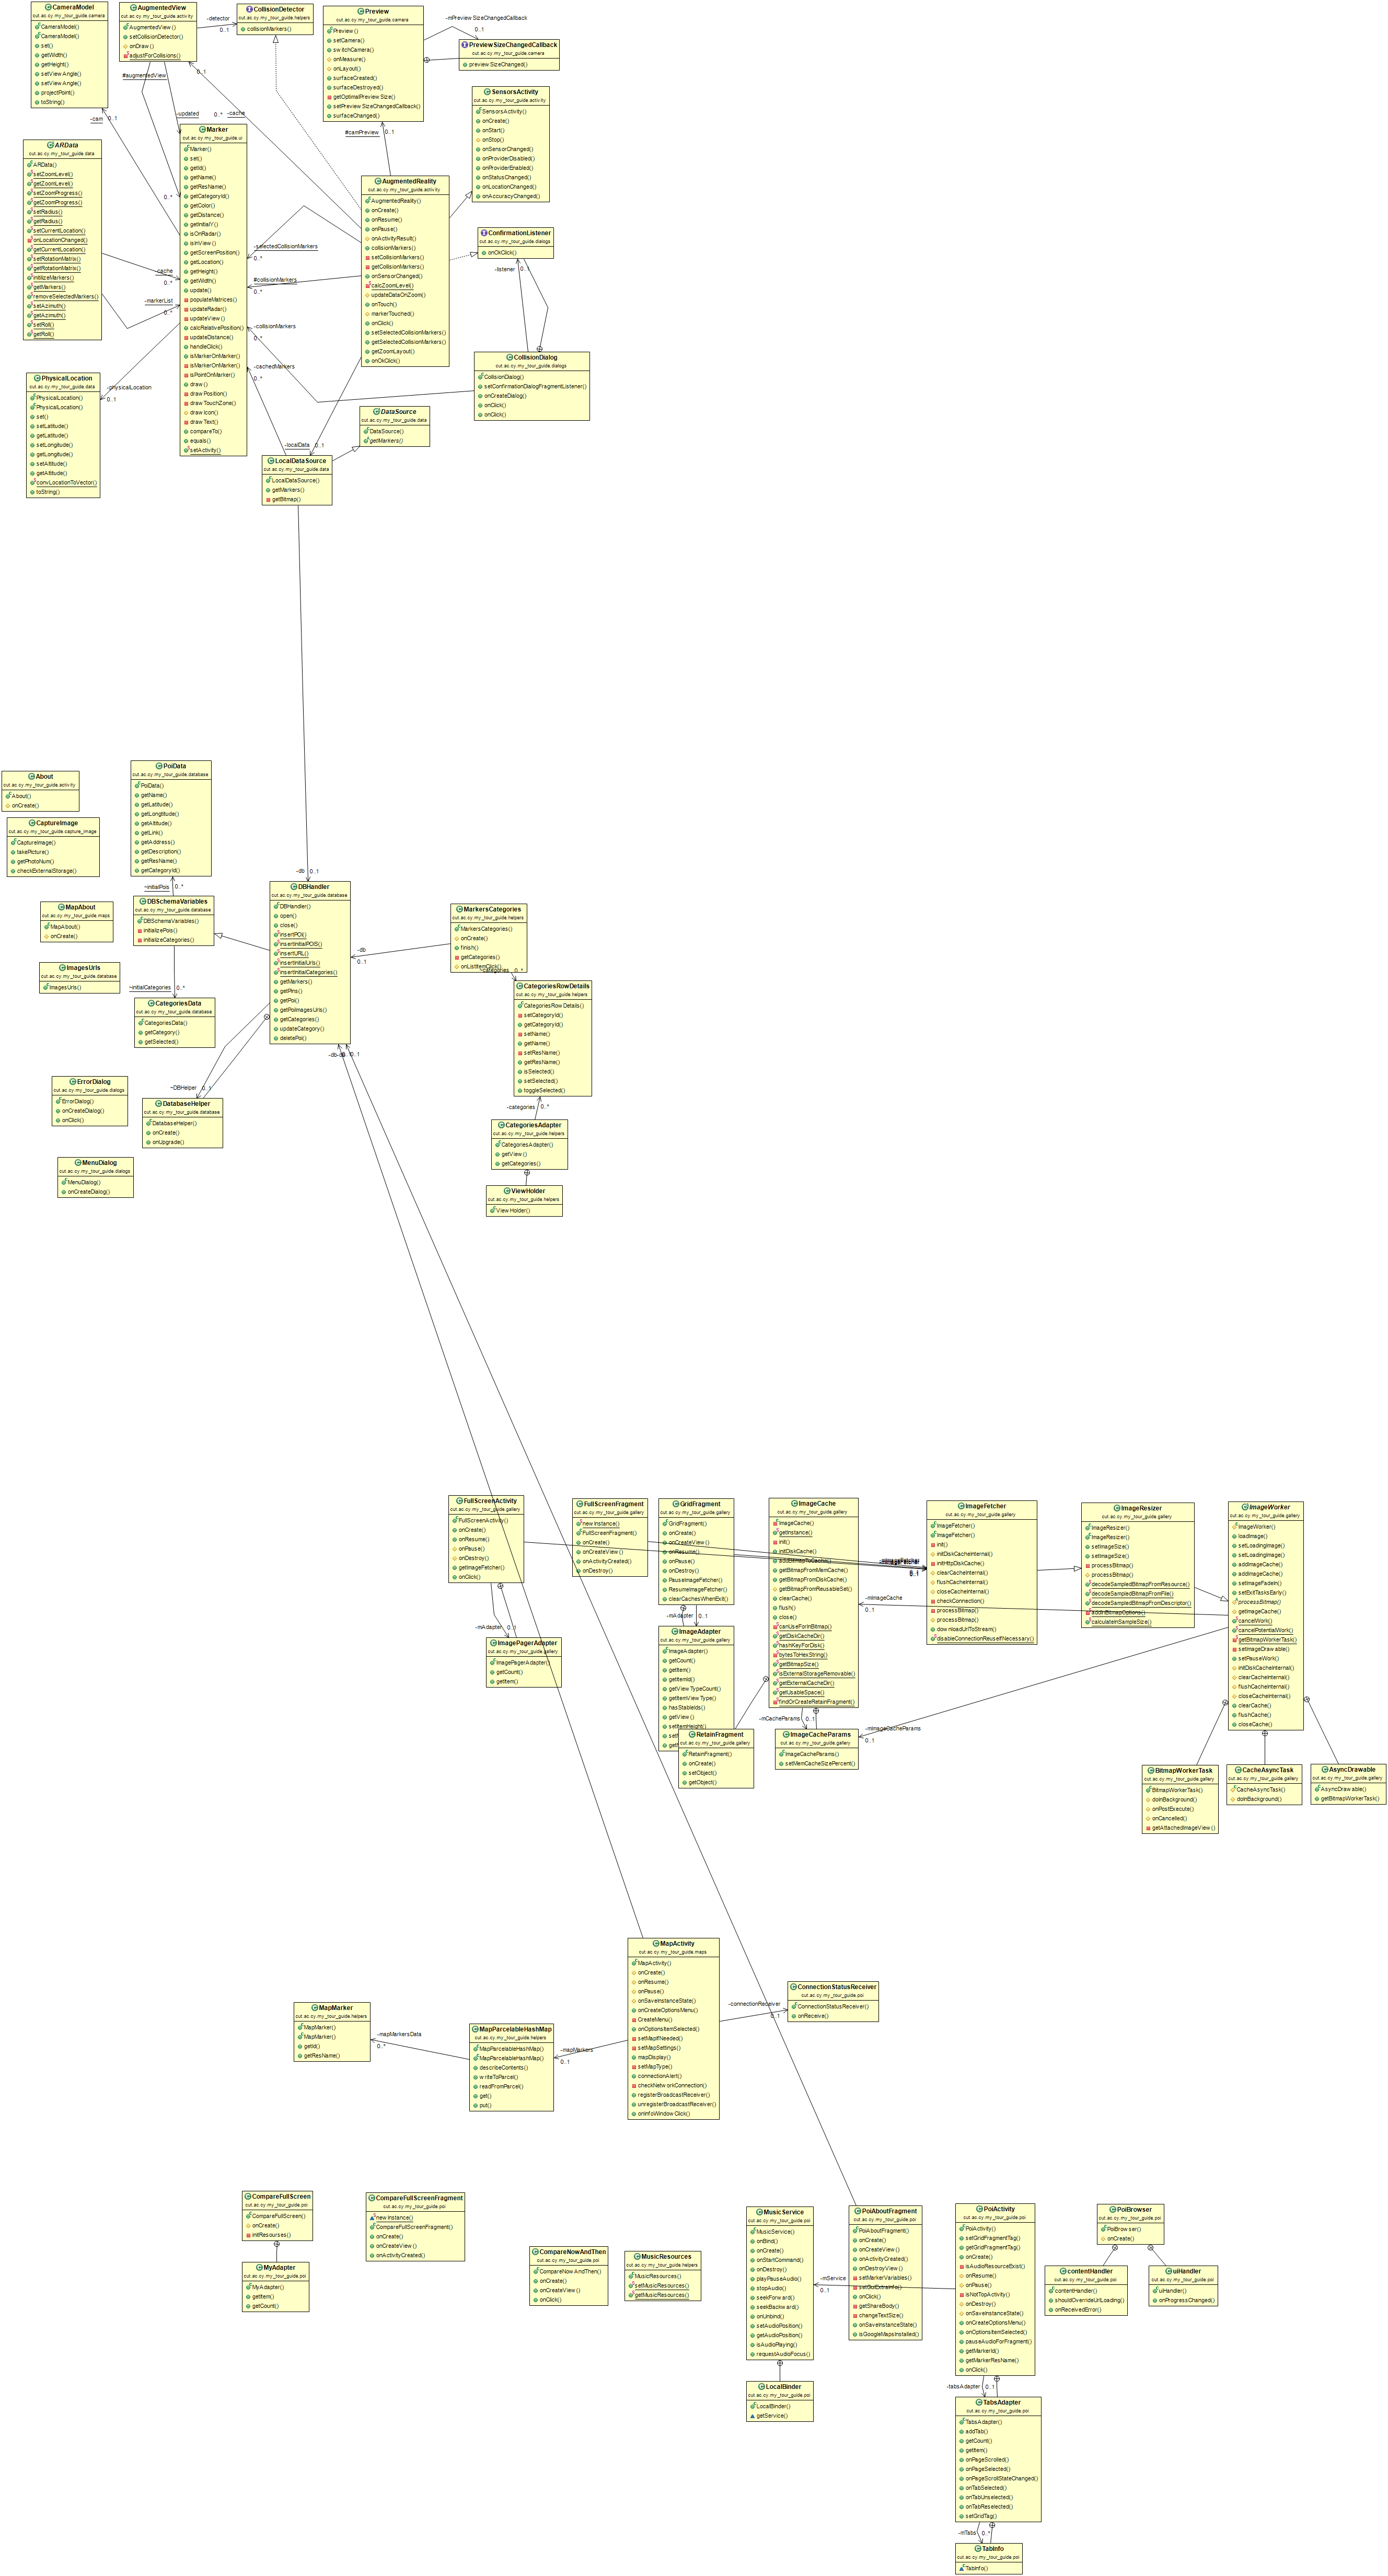 CameraModel
cut.ac.cy.my_tour_guide.camera
CameraModel()
CameraModel()
set()
getWidth()
getHeight()
setViewAngle()
setViewAngle()
projectPoint()
toString()
AugmentedView
cut.ac.cy.my_tour_guide.activity
AugmentedView()
setCollisionDetector()
onDraw()
adjustForCollisions()
-detector
0..1
CollisionDetector
cut.ac.cy.my_tour_guide.helpers
collisionMarkers()
Preview
cut.ac.cy.my_tour_guide.camera
Preview()
setCamera()
switchCamera()
onMeasure()
onLayout()
surfaceCreated()
surfaceDestroyed()
getOptimalPreviewSize()
setPreviewSizeChangedCallback()
surfaceChanged()
-mPreviewSizeChangedCallback
0..1
PreviewSizeChangedCallback
cut.ac.cy.my_tour_guide.camera
previewSizeChanged()
#augmentedView
0..1
-updated
0..*
-cache
-cam
0..1
#camPreview
0..1
SensorsActivity
cut.ac.cy.my_tour_guide.activity
SensorsActivity()
onCreate()
onStart()
onStop()
onSensorChanged()
onProviderDisabled()
onProviderEnabled()
onStatusChanged()
onLocationChanged()
onAccuracyChanged()
ARData
cut.ac.cy.my_tour_guide.data
ARData()
setZoomLevel()
getZoomLevel()
setZoomProgress()
getZoomProgress()
setRadius()
getRadius()
setCurrentLocation()
onLocationChanged()
getCurrentLocation()
setRotationMatrix()
getRotationMatrix()
initilizeMarkers()
getMarkers()
removeSelectedMarkers()
setAzimuth()
getAzimuth()
setRoll()
getRoll()
Marker
cut.ac.cy.my_tour_guide.ui
Marker()
set()
getId()
getName()
getResName()
getCategoryId()
getColor()
getDistance()
getInitialY()
isOnRadar()
isInView()
getScreenPosition()
getLocation()
getHeight()
getWidth()
update()
populateMatrices()
updateRadar()
updateView()
calcRelativePosition()
updateDistance()
handleClick()
isMarkerOnMarker()
isMarkerOnMarker()
isPointOnMarker()
draw()
drawPosition()
drawTouchZone()
drawIcon()
drawText()
compareTo()
equals()
setActivity()
0..*
-cache
0..*
-markerList
0..*
-physicalLocation
0..1
AugmentedReality
cut.ac.cy.my_tour_guide.activity
AugmentedReality()
onCreate()
onResume()
onPause()
onActivityResult()
collisionMarkers()
setCollisionMarkers()
getCollisionMarkers()
onSensorChanged()
calcZoomLevel()
updateDataOnZoom()
onTouch()
markerTouched()
onClick()
setSelectedCollisionMarkers()
getSelectedCollisionMarkers()
getZoomLayout()
onOkClick()
-selectedCollisionMarkers
0..*
#collisionMarkers
0..*
-collisionMarkers
0..*
-cachedMarkers
0..*
ConfirmationListener
cut.ac.cy.my_tour_guide.dialogs
onOkClick()
-listener
0..1
CollisionDialog
cut.ac.cy.my_tour_guide.dialogs
CollisionDialog()
setConfirmationDialogFragmentListener()
onCreateDialog()
onClick()
onClick()
PhysicalLocation
cut.ac.cy.my_tour_guide.data
PhysicalLocation()
PhysicalLocation()
set()
setLatitude()
getLatitude()
setLongitude()
getLongitude()
setAltitude()
getAltitude()
convLocationToVector()
toString()
DataSource
cut.ac.cy.my_tour_guide.data
DataSource()
getMarkers()
-localData
0..1
LocalDataSource
cut.ac.cy.my_tour_guide.data
LocalDataSource()
getMarkers()
getBitmap()
About
cut.ac.cy.my_tour_guide.activity
About()
onCreate()
PoiData
cut.ac.cy.my_tour_guide.database
PoiData()
getName()
getLatitude()
getLongtitude()
getAltitude()
getLink()
getAddress()
getDescription()
getResName()
getCategoryId()
CaptureImage
cut.ac.cy.my_tour_guide.capture_image
CaptureImage()
takePicture()
getPhotoNum()
checkExternalStorage()
~initialPois
0..*
-db
0..1
DBSchemaVariables
cut.ac.cy.my_tour_guide.database
DBSchemaVariables()
initializePois()
initializeCategories()
DBHandler
cut.ac.cy.my_tour_guide.database
DBHandler()
open()
close()
insertPOI()
insertInitialPOIS()
insertURL()
insertInitialUrls()
insertInitialCategories()
getMarkers()
getPins()
getPoi()
getPoiImagesUrls()
getCategories()
updateCategory()
deletePoi()
MapAbout
cut.ac.cy.my_tour_guide.maps
MapAbout()
onCreate()
MarkersCategories
cut.ac.cy.my_tour_guide.helpers
MarkersCategories()
onCreate()
finish()
getCategories()
onListItemClick()
-db
0..1
~categories 0..*
ImagesUrls
cut.ac.cy.my_tour_guide.database
ImagesUrls()
~initialCategories
0..*
CategoriesData
cut.ac.cy.my_tour_guide.database
CategoriesData()
getCategory()
getSelected()
CategoriesRowDetails
cut.ac.cy.my_tour_guide.helpers
CategoriesRowDetails()
setCategoryId()
getCategoryId()
setName()
getName()
setResName()
getResName()
isSelected()
setSelected()
toggleSelected()
-db
-db
0..1
ErrorDialog
cut.ac.cy.my_tour_guide.dialogs
ErrorDialog()
onCreateDialog()
onClick()
~DBHelper
0..1
DatabaseHelper
cut.ac.cy.my_tour_guide.database
DatabaseHelper()
onCreate()
onUpgrade()
-categories
0..*
CategoriesAdapter
cut.ac.cy.my_tour_guide.helpers
CategoriesAdapter()
getView()
getCategories()
MenuDialog
cut.ac.cy.my_tour_guide.dialogs
MenuDialog()
onCreateDialog()
ViewHolder
cut.ac.cy.my_tour_guide.helpers
ViewHolder()
FullScreenActivity
cut.ac.cy.my_tour_guide.gallery
FullScreenActivity()
onCreate()
onResume()
onPause()
onDestroy()
getImageFetcher()
onClick()
FullScreenFragment
cut.ac.cy.my_tour_guide.gallery
newInstance()
FullScreenFragment()
onCreate()
onCreateView()
onActivityCreated()
onDestroy()
GridFragment
cut.ac.cy.my_tour_guide.gallery
GridFragment()
onCreate()
onCreateView()
onResume()
onPause()
onDestroy()
PauseImageFetcher()
ResumeImageFetcher()
clearCachesWhenExit()
ImageCache
cut.ac.cy.my_tour_guide.gallery
ImageCache()
getInstance()
init()
initDiskCache()
addBitmapToCache()
getBitmapFromMemCache()
getBitmapFromDiskCache()
getBitmapFromReusableSet()
clearCache()
flush()
close()
canUseForInBitmap()
getDiskCacheDir()
hashKeyForDisk()
bytesToHexString()
getBitmapSize()
isExternalStorageRemovable()
getExternalCacheDir()
getUsableSpace()
findOrCreateRetainFragment()
-mImageFetcher
0..1
ImageFetcher
cut.ac.cy.my_tour_guide.gallery
ImageFetcher()
ImageFetcher()
init()
initDiskCacheInternal()
initHttpDiskCache()
clearCacheInternal()
flushCacheInternal()
closeCacheInternal()
checkConnection()
processBitmap()
processBitmap()
downloadUrlToStream()
disableConnectionReuseIfNecessary()
ImageResizer
cut.ac.cy.my_tour_guide.gallery
ImageResizer()
ImageResizer()
setImageSize()
setImageSize()
processBitmap()
processBitmap()
decodeSampledBitmapFromResource()
decodeSampledBitmapFromFile()
decodeSampledBitmapFromDescriptor()
addInBitmapOptions()
calculateInSampleSize()
ImageWorker
cut.ac.cy.my_tour_guide.gallery
ImageWorker()
loadImage()
setLoadingImage()
setLoadingImage()
addImageCache()
addImageCache()
setImageFadeIn()
setExitTasksEarly()
processBitmap()
getImageCache()
cancelWork()
cancelPotentialWork()
getBitmapWorkerTask()
setImageDrawable()
setPauseWork()
initDiskCacheInternal()
clearCacheInternal()
flushCacheInternal()
closeCacheInternal()
clearCache()
flushCache()
closeCache()
-mImageCache
0..1
-mAdapter
0..1
ImagePagerAdapter
cut.ac.cy.my_tour_guide.gallery
ImagePagerAdapter()
getCount()
getItem()
-mAdapter
0..1
ImageAdapter
cut.ac.cy.my_tour_guide.gallery
ImageAdapter()
getCount()
getItem()
getItemId()
getViewTypeCount()
getItemViewType()
hasStableIds()
getView()
setItemHeight()
RetainFragment
cut.ac.cy.my_tour_guide.gallery
RetainFragment()
onCreate()
setObject()
getObject()
-mCacheParams
0..1
ImageCacheParams
cut.ac.cy.my_tour_guide.gallery
ImageCacheParams()
setMemCacheSizePercent()
-mImageCacheParams
0..1
BitmapWorkerTask
cut.ac.cy.my_tour_guide.gallery
BitmapWorkerTask()
doInBackground()
onPostExecute()
onCancelled()
getAttachedImageView()
CacheAsyncTask
cut.ac.cy.my_tour_guide.gallery
CacheAsyncTask()
doInBackground()
AsyncDrawable
cut.ac.cy.my_tour_guide.gallery
AsyncDrawable()
getBitmapWorkerTask()
MapActivity
cut.ac.cy.my_tour_guide.maps
MapActivity()
onCreate()
onResume()
onPause()
onSaveInstanceState()
onCreateOptionsMenu()
CreateMenu()
onOptionsItemSelected()
setMapIfNeeded()
setMapSettings()
mapDisplay()
setMapType()
connectionAlert()
checkNetworkConnection()
registerBroadcastReceiver()
unregisterBroadcastReceiver()
onInfoWindowClick()
-connectionReceiver
0..1
ConnectionStatusReceiver
cut.ac.cy.my_tour_guide.poi
ConnectionStatusReceiver()
onReceive()
MapMarker
cut.ac.cy.my_tour_guide.helpers
MapMarker()
MapMarker()
getId()
getResName()
-mapMarkersData
0..*
MapParcelableHashMap
cut.ac.cy.my_tour_guide.helpers
MapParcelableHashMap()
MapParcelableHashMap()
describeContents()
writeToParcel()
readFromParcel()
get()
put()
-mapMarkers
0..1
CompareFullScreen
cut.ac.cy.my_tour_guide.poi
CompareFullScreen()
onCreate()
initResourses()
MyAdapter
cut.ac.cy.my_tour_guide.poi
MyAdapter()
getItem()
getCount()
CompareFullScreenFragment
cut.ac.cy.my_tour_guide.poi
newInstance()
CompareFullScreenFragment()
onCreate()
onCreateView()
onActivityCreated()
CompareNowAndThen
cut.ac.cy.my_tour_guide.poi
CompareNowAndThen()
onCreate()
onCreateView()
onClick()
MusicResources
cut.ac.cy.my_tour_guide.helpers
MusicResources()
setMusicResources()
getMusicResources()
MusicService
cut.ac.cy.my_tour_guide.poi
MusicService()
onBind()
onCreate()
onStartCommand()
onDestroy()
playPauseAudio()
stopAudio()
seekForward()
seekBackward()
onUnbind()
setAudioPosition()
getAudioPosition()
isAudioPlaying()
requestAudioFocus()
LocalBinder
cut.ac.cy.my_tour_guide.poi
LocalBinder()
getService()
-mService
0..1
PoiAboutFragment
cut.ac.cy.my_tour_guide.poi
PoiAboutFragment()
onCreate()
onCreateView()
onActivityCreated()
onDestroyView()
setMarkerVariables()
setGuiExtraInfo()
onClick()
getShareBody()
changeTextSize()
onSaveInstanceState()
isGoogleMapsInstalled()
PoiActivity
cut.ac.cy.my_tour_guide.poi
PoiActivity()
setGridFragmentTag()
getGridFragmentTag()
onCreate()
isAudioResourceExist()
onResume()
onPause()
isNotTopActivity()
onDestroy()
onSaveInstanceState()
onCreateOptionsMenu()
onOptionsItemSelected()
pauseAudioForFragment()
getMarkerId()
getMarkerResName()
onClick()
PoiBrowser
cut.ac.cy.my_tour_guide.poi
PoiBrowser()
onCreate()
contentHandler
cut.ac.cy.my_tour_guide.poi
contentHandler()
shouldOverrideUrlLoading()
onReceivedError()
uiHandler
cut.ac.cy.my_tour_guide.poi
uiHandler()
onProgressChanged()
-tabsAdapter
0..1
TabsAdapter
cut.ac.cy.my_tour_guide.poi
TabsAdapter()
addTab()
getCount()
getItem()
onPageScrolled()
onPageSelected()
onPageScrollStateChanged()
onTabSelected()
onTabUnselected()
onTabReselected()
setGridTag()
-mTabs
0..*
TabInfo
cut.ac.cy.my_tour_guide.poi
TabInfo()